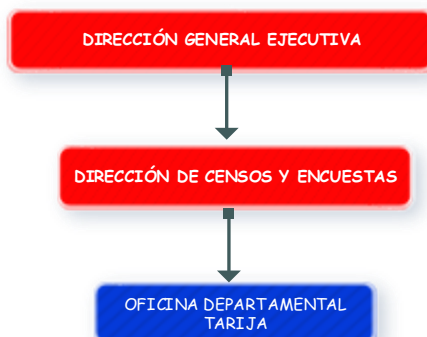 DIRECCIÓN GENERAL EJECUTIVA
DIRECCIÓN DE CENSOS Y ENCUESTAS
OFICINA DEPARTAMENTAL
TARIJA